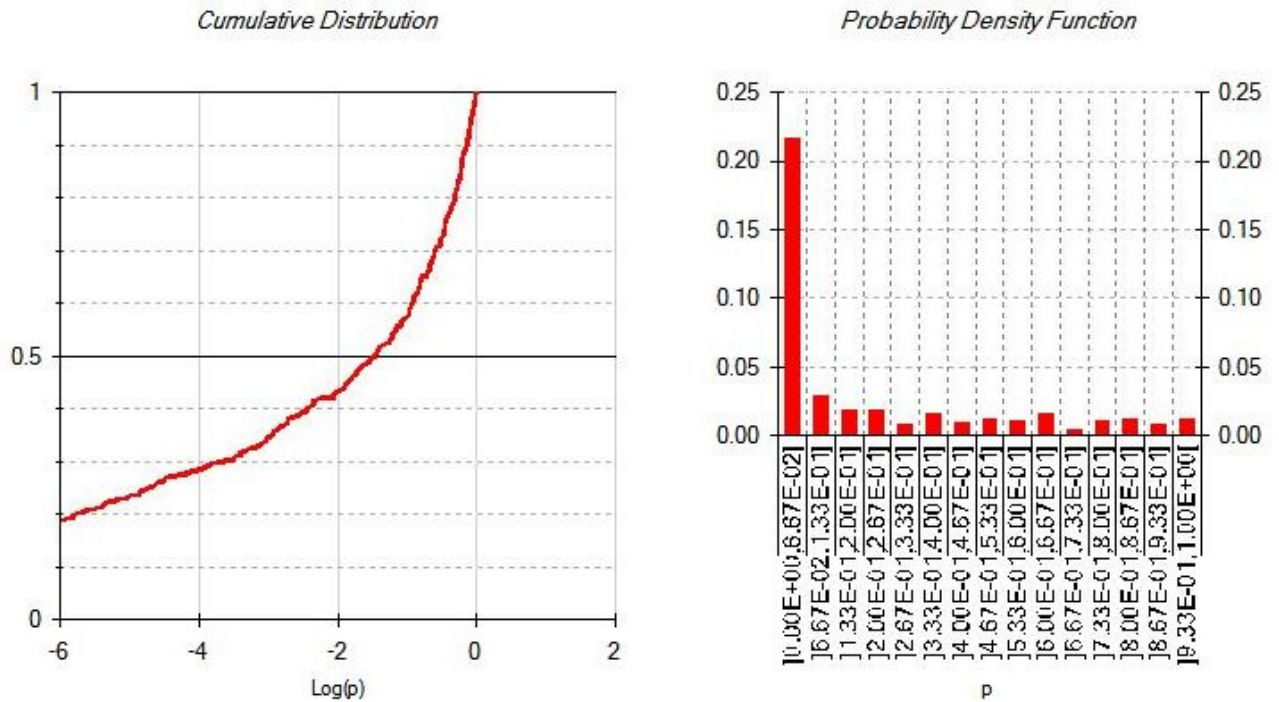 Cumulative Distribution
1
0.5
0
-6
-4
-2
0
2
Log(p)
Probability Density Function
0.25
0.20
0.15
0.10
0.05
0.00
0.25
0.20
0.15
0.10
0.05
0.00
]0.00E+00,6.67E-02]
]6.67E-02,1.33E-01]
]1.33E-01,2.00E-01]
]2.00E-01,2.67E-01]
]2.67E-01,3.33E-01]
]3.33E-01,4.00E-01]
]4.00E-01,4.67E-01]
]4.67E-01,5.33E-01]
]5.33E-01,6.00E-01]
]6.00E-01,6.67E-01]
]6.67E-01,7.33E-01]
]7.33E-01,8.00E-01]
]8.00E-01,8.67E-01]
]8.67E-01,9.33E-01]
]9.33E-01,1.00E+00[
p